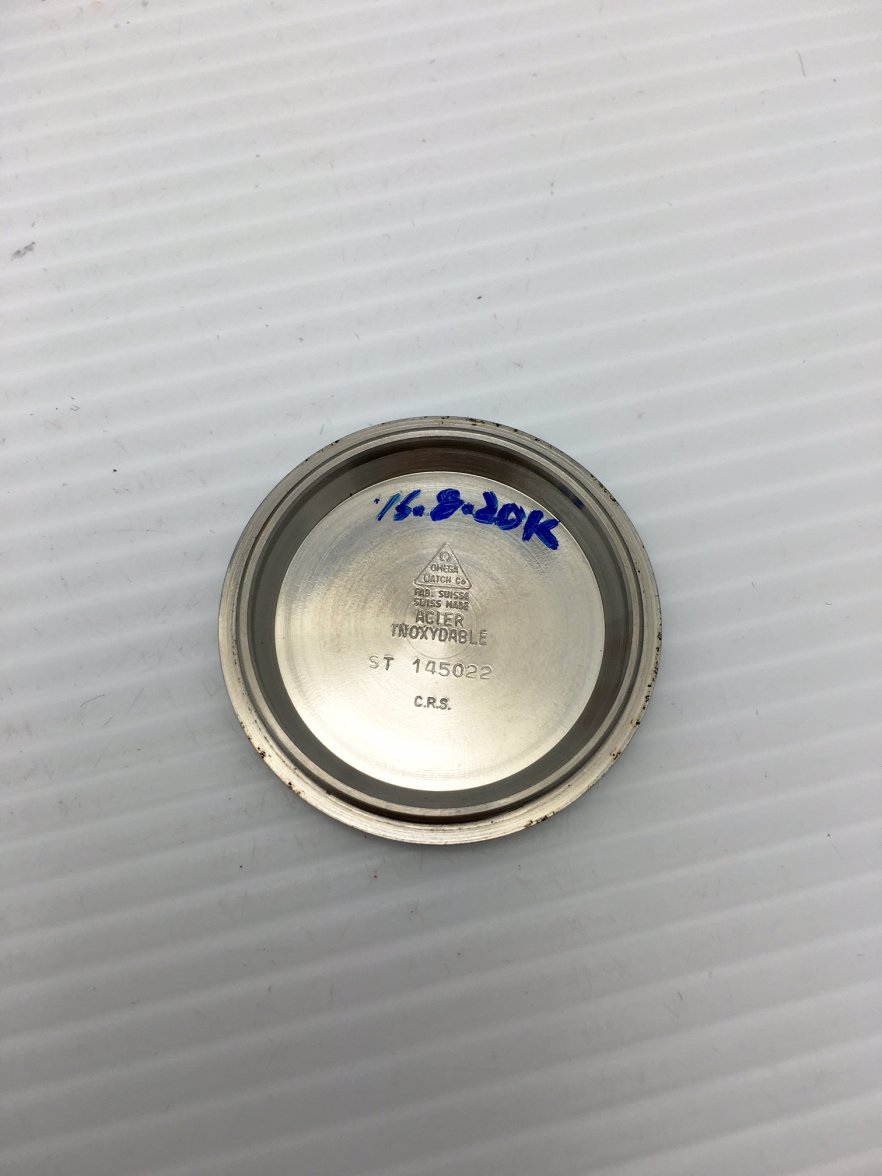 '16.8.20K
Ω
OMEGA
WATCH Co
FAB. SUISSE
SWISS MADE
ACIER
INOXYDABLE
ST 145022
C.R.S.